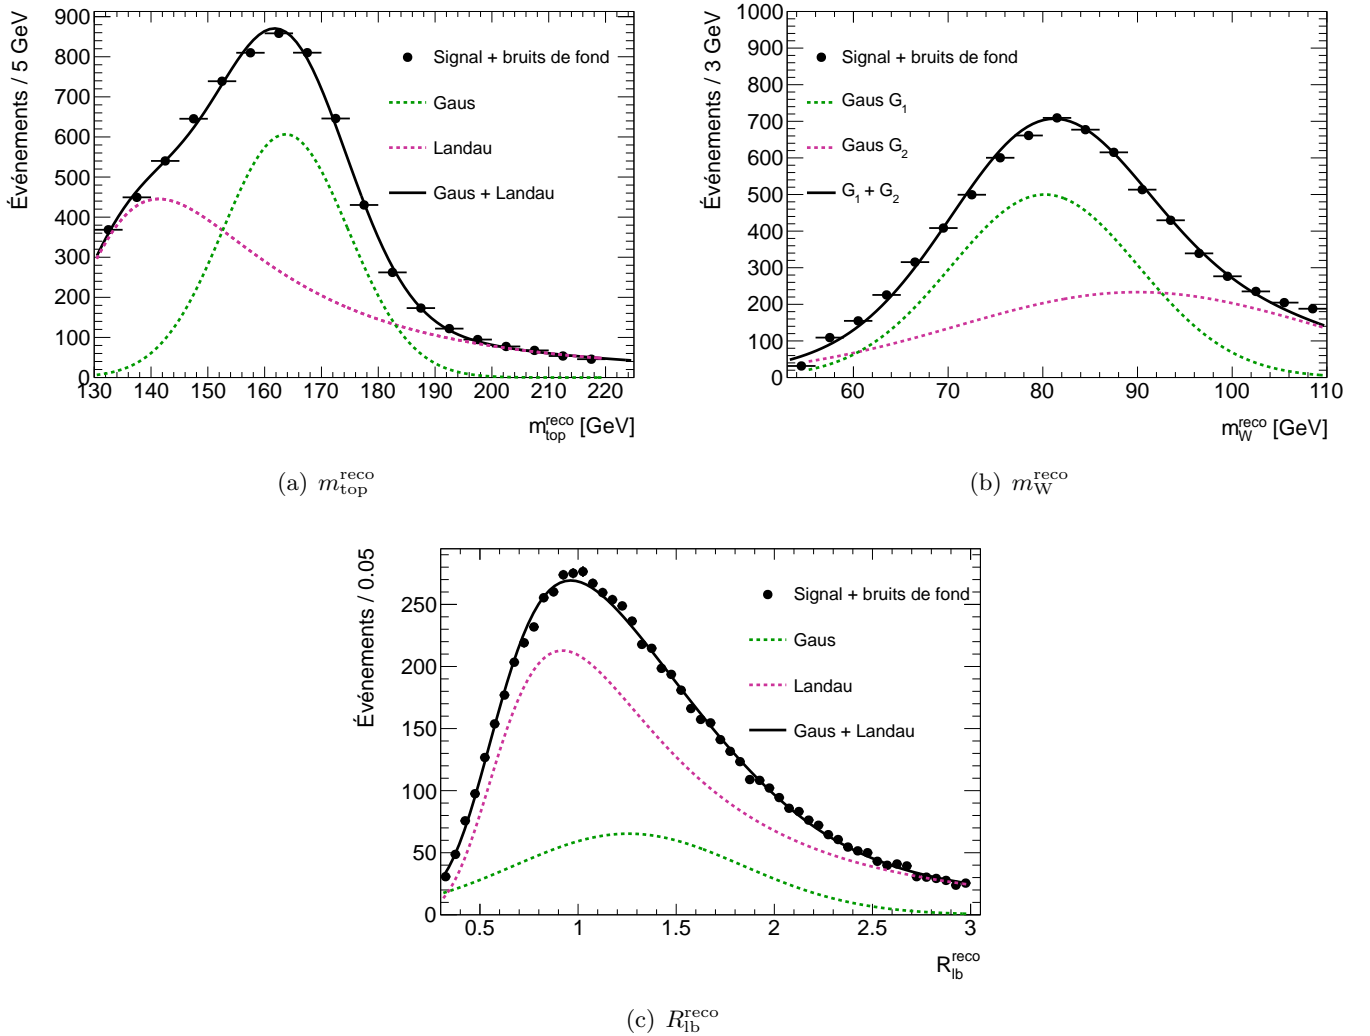 Événements / 5 GeV
900
800
700
600
500
400
300
200
100
0
130 140 150 160 170 180 190 200 210 220
m_top^reco [GeV]
Signal + bruits de fond
Gaus
Landau
Gaus + Landau
(a) m_top^reco
Événements / 3 GeV
1000
900
800
700
600
500
400
300
200
100
0
60 70 80 90 100 110
m_W^reco [GeV]
Signal + bruits de fond
Gaus G_1
Gaus G_2
G_1 + G_2
(b) m_W^reco
Événements / 0.05
250
200
150
100
50
0
0.5 1 1.5 2 2.5 3
R_lb^reco
Signal + bruits de fond
Gaus
Landau
Gaus + Landau
(c) R_lb^reco